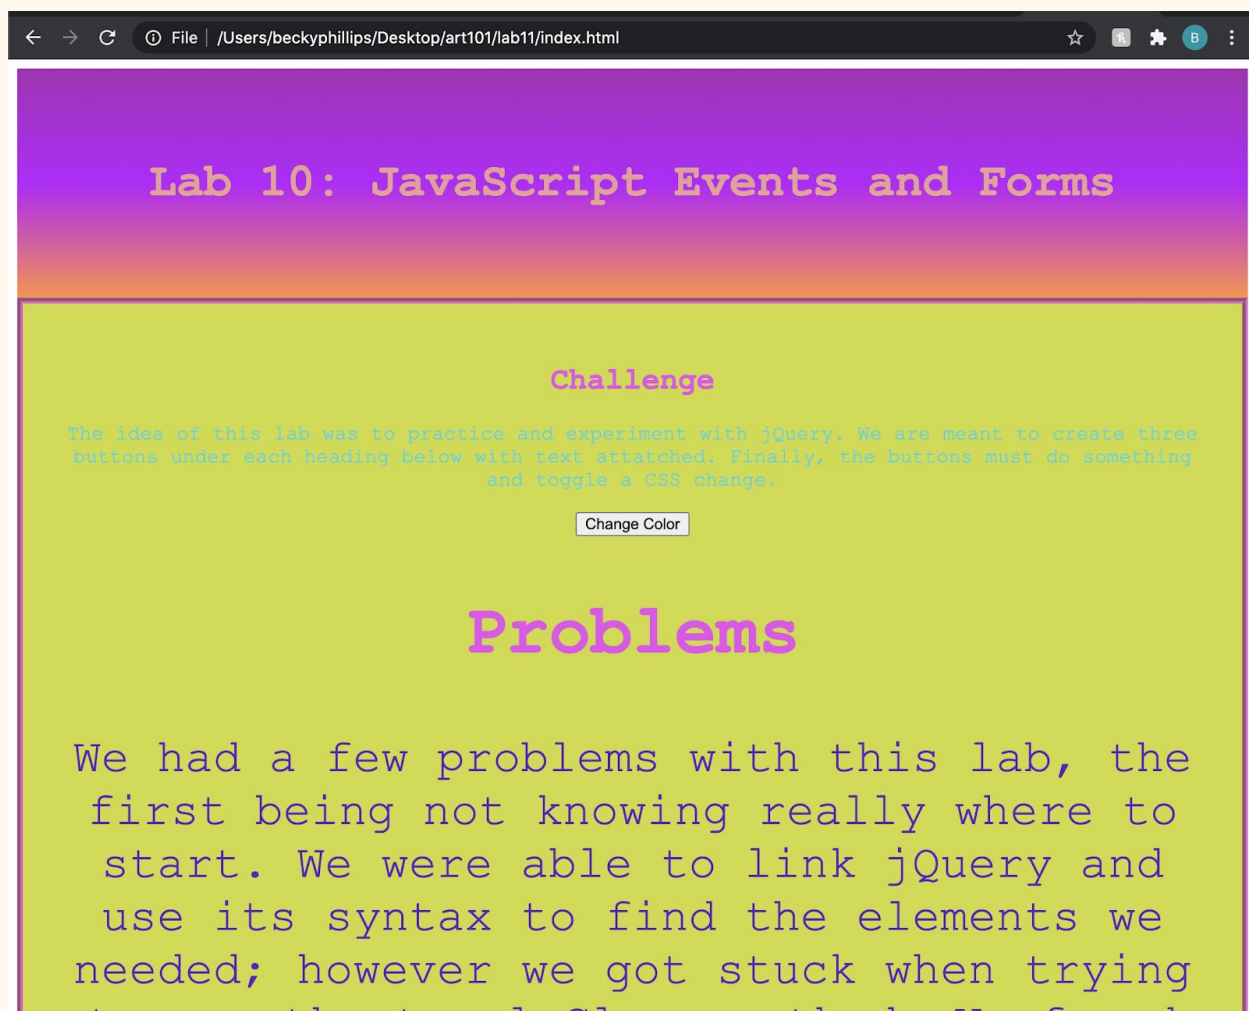 File | /Users/beckyphillips/Desktop/art101/lab11/index.html
B
Lab 10: JavaScript Events and Forms
Challenge
The idea of this lab was to practice and experiment with jQuery. We are meant to create three
buttons under each heading below with text attatched. Finally, the buttons must do something
and toggle a CSS change.
Change Color
Problems
We had a few problems with this lab, the
first being not knowing really where to
start. We were able to link jQuery and
use its syntax to find the elements we
needed; however we got stuck when trying